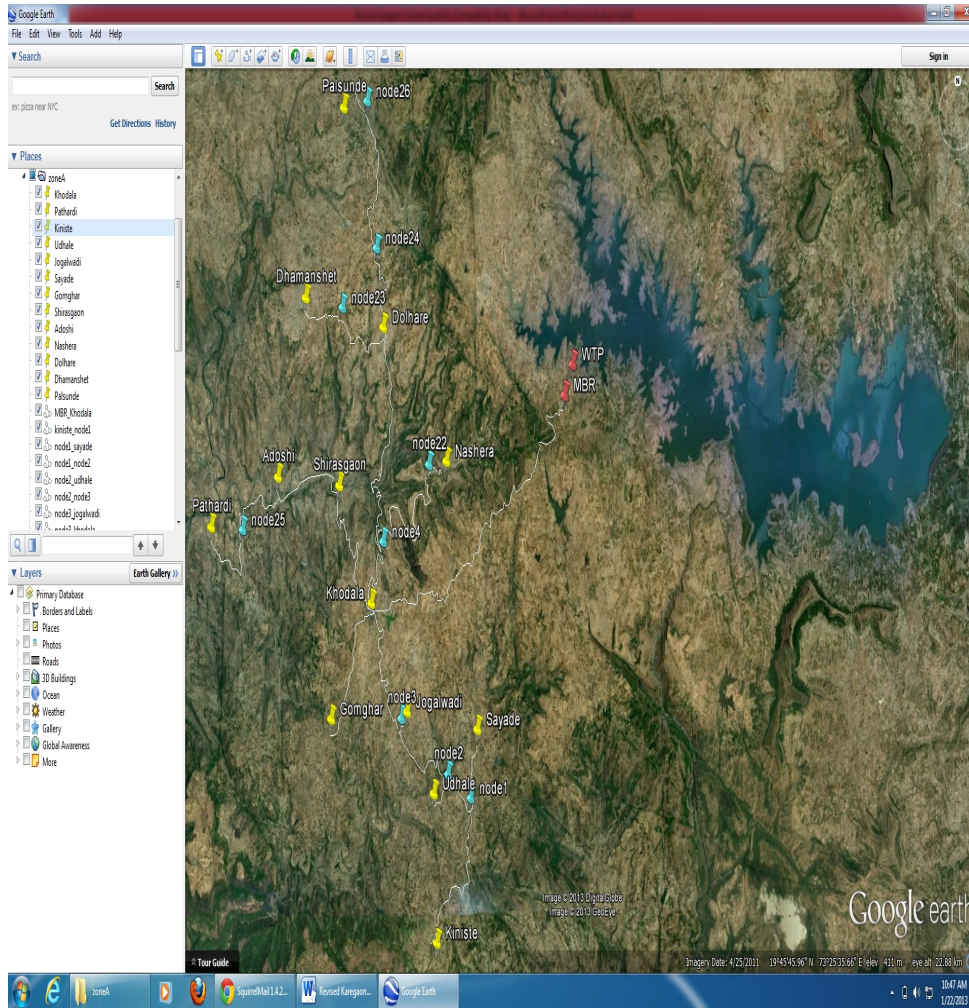 Google Earth
File Edit View Tools Add Help
Search
Search
ex: pizza near NYC
Get Directions History
Places
zoneA
Khodala
Pathardi
Kiniste
Udhale
Jogalwadi
Sayade
Gomghar
Shirasgaon
Adoshi
Nashera
Dolhare
Dhamanshet
Palsunde
MBR_Khodala
kiniste_node1
node1_sayade
node1_node2
node2_udhale
node2_node3
node3_jogalwadi
Layers
Earth Gallery »
Primary Database
Borders and Labels
Places
Photos
Roads
3D Buildings
Ocean
Weather
Gallery
Global Awareness
More
Sign in
N
Palsunde
node26
node24
Dhamanshet
node23
Dolhare
WTP
MBR
node22
Nashera
Adoshi
Shirasgaon
Pathardi
node25
node4
Khodala
Gomghar
node3
Jogalwadi
Sayade
node2
Udhale
node1
Kiniste
Image © 2013 DigitalGlobe
Image © 2013 GeoEye
Google earth
Tour Guide
Imagery Date: 4/25/2011 19°45'45.96" N 73°25'35.66" E elev 411 m eye alt 22.88 km
zoneA
SquirrelMail 1.4.2...
Revised Karegaon...
Google Earth
10:47 AM
1/22/2013